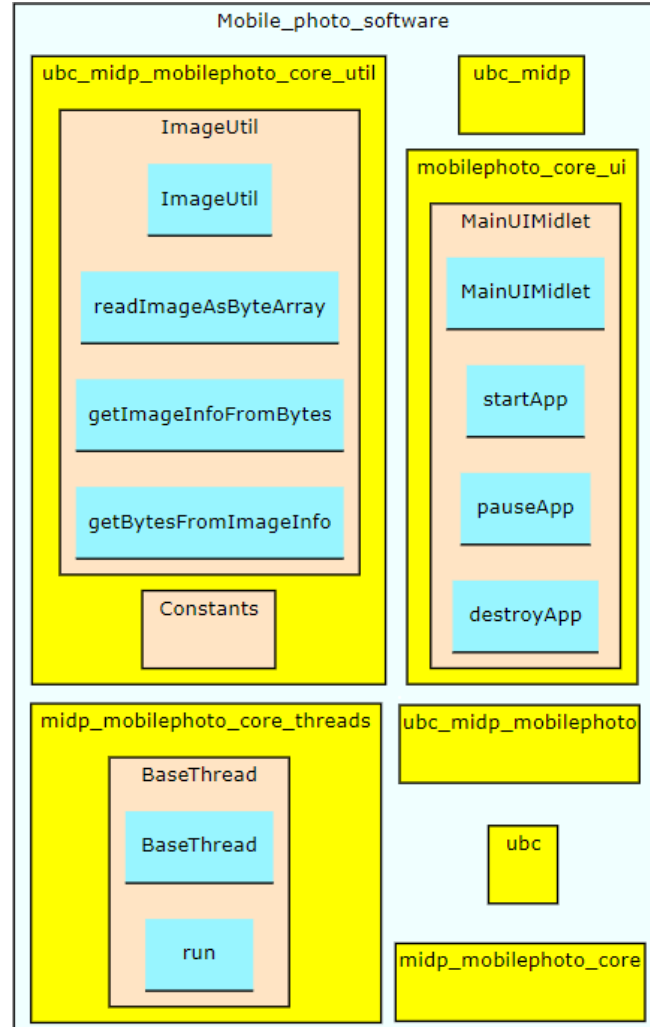 Mobile_photo_software
ubc_midp_mobilephoto_core_util
ImageUtil
ImageUtil
readImageAsByteArray
getImageInfoFromBytes
getBytesFromImageInfo
Constants
ubc_midp
mobilephoto_core_ui
MainUIMidlet
MainUIMidlet
startApp
pauseApp
destroyApp
midp_mobilephoto_core_threads
BaseThread
BaseThread
run
ubc_midp_mobilephoto
ubc
midp_mobilephoto_core